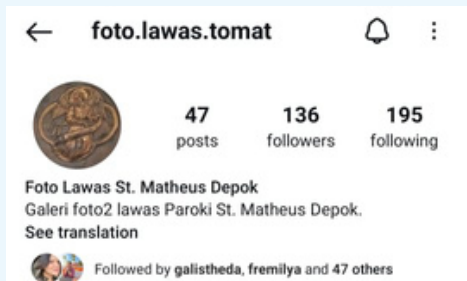 foto.lawas.tomat
47 136 195
posts followers following
Foto Lawas St. Matheus Depok
Galeri foto2 lawas Paroki St. Matheus Depok.
See translation
Followed by galistheda, fremilya and 47 others